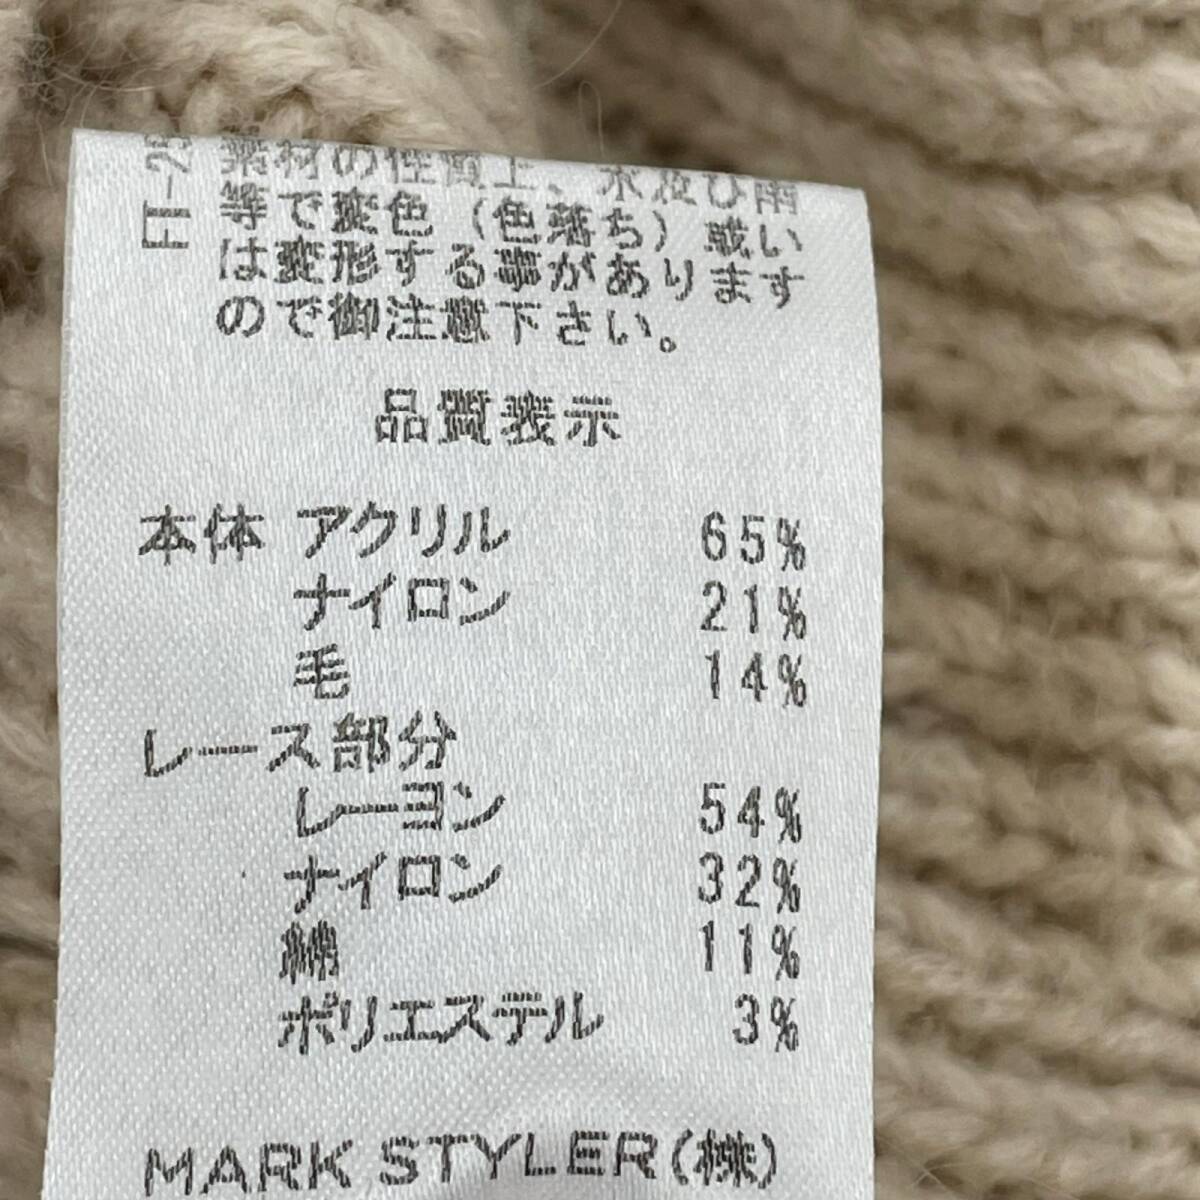 素材の性質上、水及び雨
等で変色（色落ち）或い
は変形する事があります
ので御注意下さい。
品質表示
本体 アクリル 65%
ナイロン 21%
毛 14%
レース部分
レーヨン 54%
ナイロン 32%
綿 11%
ポリエステル 3%
MARK STYLER(株)